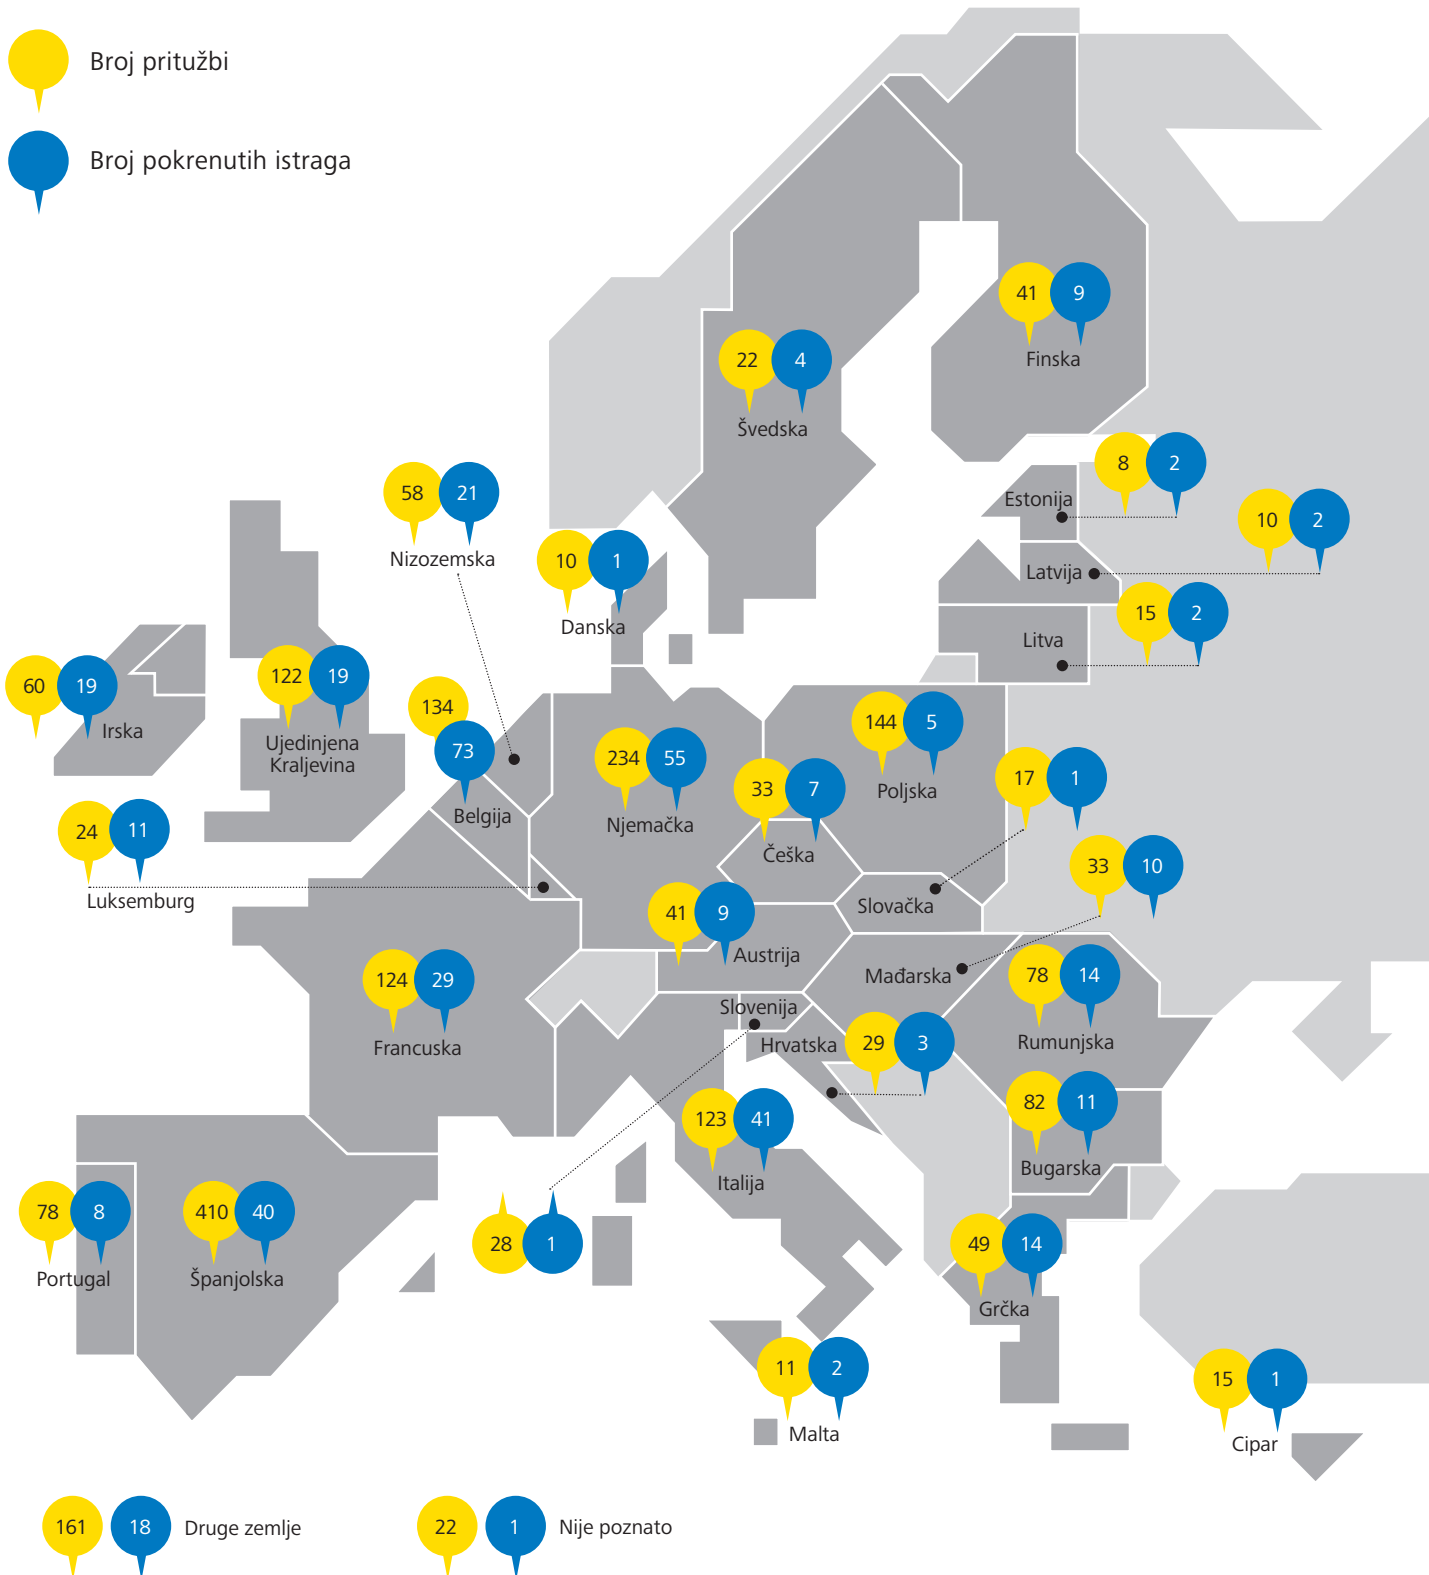 Broj pritužbi
Broj pokrenutih istraga
41 9
Finska
22 4
Švedska
8 2
Estonija
58 21
Nizozemska
10 2
Latvija
10 1
Danska
15 2
Litva
60 19
Irska
122 19
Ujedinjena
Kraljevina
134
73
Belgija
234 55
Njemačka
144 5
Poljska
33 7
Češka
17 1
Slovačka
24 11
Luksemburg
33 10
Mađarska
41 9
Austrija
124 29
Francuska
78 14
Rumunjska
Slovenija
Hrvatska
29 3
82 11
Bugarska
123 41
Italija
78 8
Portugal
410 40
Španjolska
28 1
49 14
Grčka
11 2
Malta
15 1
Cipar
161 18 Druge zemlje
22 1 Nije poznato